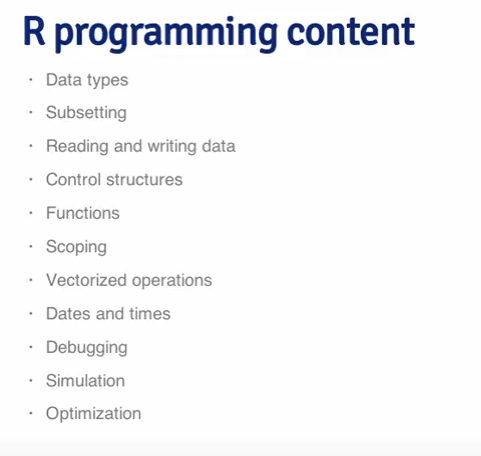 R programming content
· Data types
· Subsetting
· Reading and writing data
· Control structures
· Functions
· Scoping
· Vectorized operations
· Dates and times
· Debugging
· Simulation
· Optimization